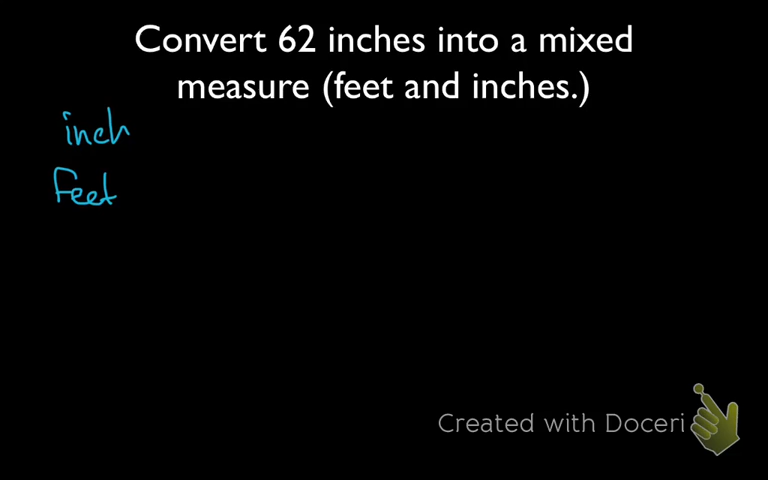 Convert 62 inches into a mixed
measure (feet and inches.)
inch
feet
Created with Doceri